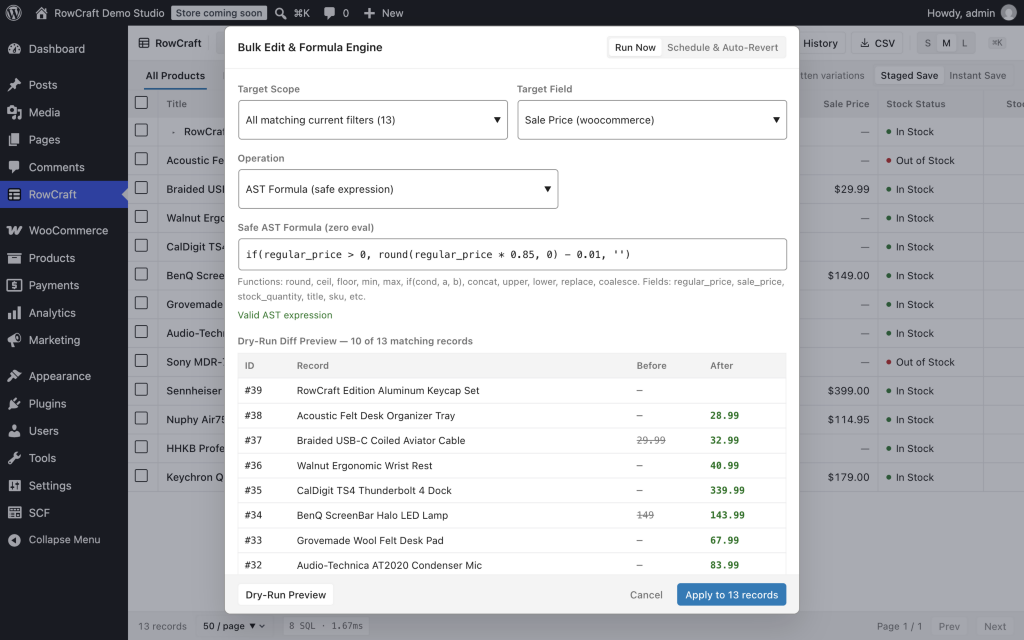 RowCraft Demo Studio Store coming soon ⌘K 0 New Howdy, admin
Dashboard
Posts
Media
Pages
Comments
RowCraft
WooCommerce
Products
Payments
Analytics
Marketing
Appearance
Plugins
Users
Tools
Settings
SCF
Collapse Menu
RowCraft History CSV S M L ⌘K
All Products Staged Save Instant Save
Title Sale Price Stock Status
- RowCraf — In Stock
Acoustic Fe — Out of Stock
Braided USB $29.99 In Stock
Walnut Ergo — In Stock
CalDigit TS4 — In Stock
BenQ Scree $149.00 In Stock
Grovemade — In Stock
Audio-Techn — In Stock
Sony MDR-7 — Out of Stock
Sennheiser $399.00 In Stock
Nuphy Air75 $114.95 In Stock
HHKB Profe — In Stock
Keychron Q $179.00 In Stock
13 records 50 / page 8 SQL · 1.67ms Page 1 / 1 Prev Next
Bulk Edit & Formula Engine Run Now Schedule & Auto-Revert
Target Scope Target Field
All matching current filters (13) Sale Price (woocommerce)
Operation
AST Formula (safe expression)
Safe AST Formula (zero eval)
if(regular_price > 0, round(regular_price * 0.85, 0) - 0.01, '')
Functions: round, ceil, floor, min, max, if(cond, a, b), concat, upper, lower, replace, coalesce. Fields: regular_price, sale_price,
stock_quantity, title, sku, etc.
Valid AST expression
Dry-Run Diff Preview — 10 of 13 matching records
ID Record Before After
#39 RowCraft Edition Aluminum Keycap Set —
#38 Acoustic Felt Desk Organizer Tray — 28.99
#37 Braided USB-C Coiled Aviator Cable 29.99 32.99
#36 Walnut Ergonomic Wrist Rest — 40.99
#35 CalDigit TS4 Thunderbolt 4 Dock — 339.99
#34 BenQ ScreenBar Halo LED Lamp 149 143.99
#33 Grovemade Wool Felt Desk Pad — 67.99
#32 Audio-Technica AT2020 Condenser Mic — 83.99
Dry-Run Preview Cancel Apply to 13 records